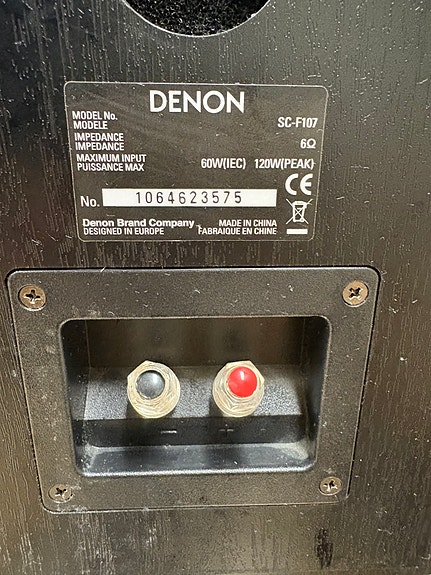 DENON
MODEL No. SC-F107
MODELE
IMPEDANCE 6Ω
IMPEDANCE
MAXIMUM INPUT 60W(IEC) 120W(PEAK)
PUISSANCE MAX
CE
No. 1064623575
Denon Brand Company MADE IN CHINA
DESIGNED IN EUROPE FABRAIQUE EN CHINE
− +